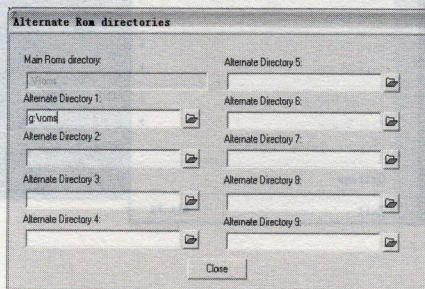 Alternate Rom directories
Main Roms directory:
.\roms
Alternate Directory 1:
g:\roms
Alternate Directory 2:
Alternate Directory 3:
Alternate Directory 4:
Alternate Directory 5:
Alternate Directory 6:
Alternate Directory 7:
Alternate Directory 8:
Alternate Directory 9:
Close